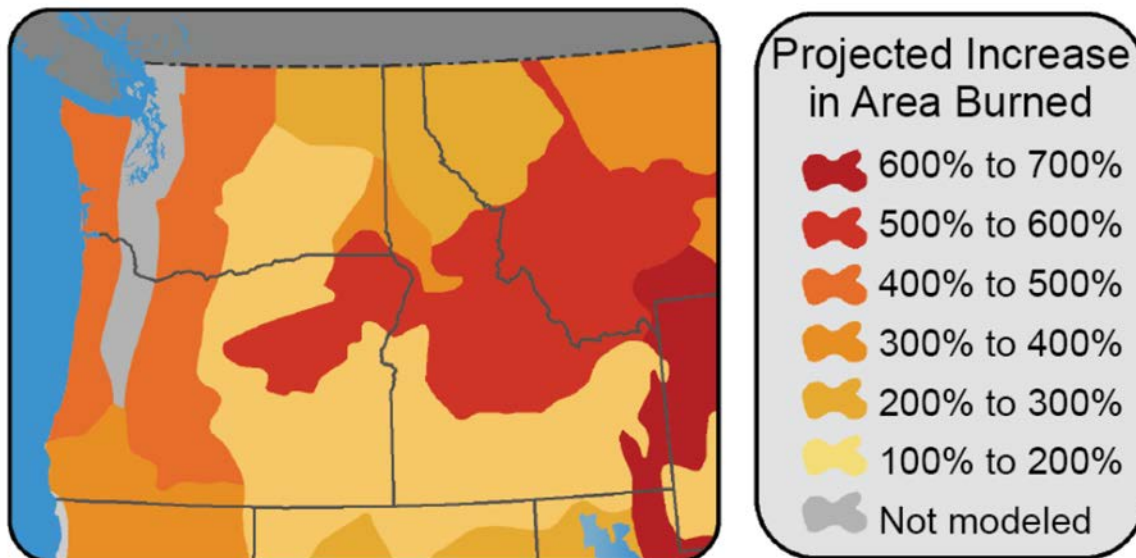 Projected Increase
in Area Burned
600% to 700%
500% to 600%
400% to 500%
300% to 400%
200% to 300%
100% to 200%
Not modeled